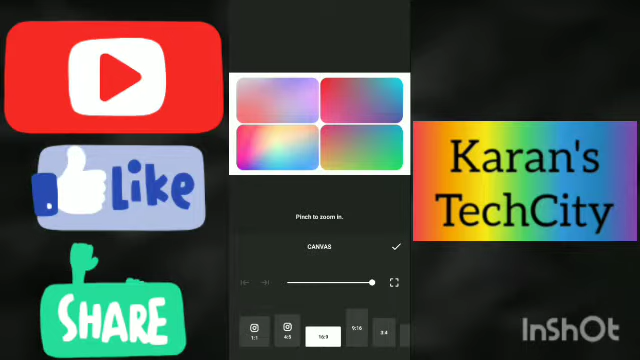 Like
SHARE
Pinch to zoom in.
CANVAS
1:1
4:5
16:9
9:16
3:4
Karan's
TechCity
InShOt